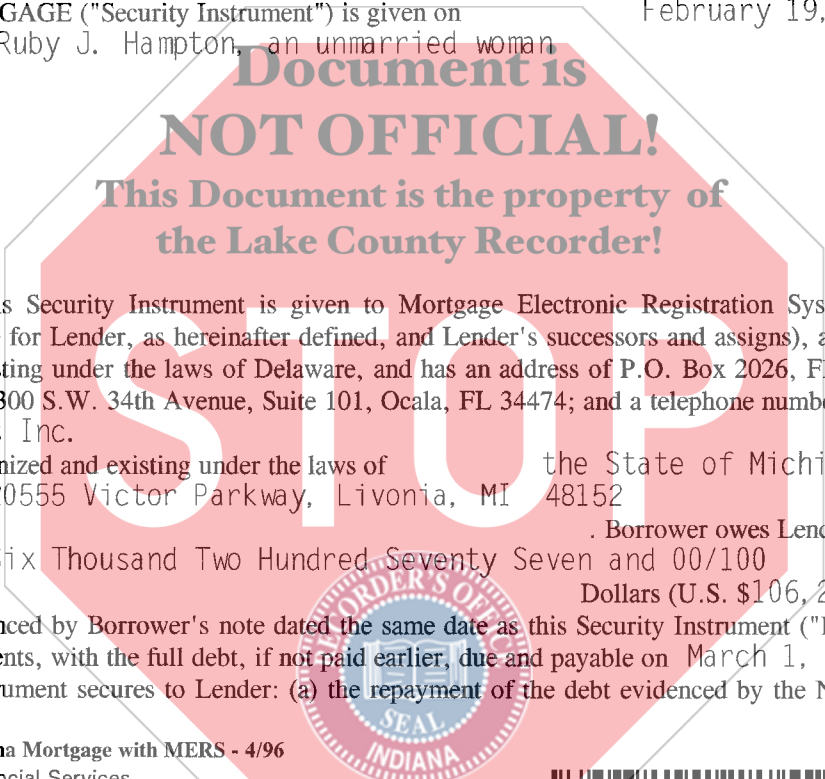 GAGE ("Security Instrument") is given on February 19,
Ruby J. Hampton, an unmarried woman
Document is
NOT OFFICIAL!
This Document is the property of
the Lake County Recorder!
s Security Instrument is given to Mortgage Electronic Registration Sys
for Lender, as hereinafter defined, and Lender's successors and assigns), a
ting under the laws of Delaware, and has an address of P.O. Box 2026, Fl
300 S.W. 34th Avenue, Suite 101, Ocala, FL 34474; and a telephone numbe
Inc.
nized and existing under the laws of the State of Michi
20555 Victor Parkway, Livonia, MI 48152
. Borrower owes Lend
Six Thousand Two Hundred Seventy Seven and 00/100
Dollars (U.S. $106,2
nced by Borrower's note dated the same date as this Security Instrument ("
ents, with the full debt, if not paid earlier, due and payable on March 1,
rument secures to Lender: (a) the repayment of the debt evidenced by the N
na Mortgage with MERS - 4/96
ncial Services
STOP
RECORDER'S OFFICE
SEAL
INDIANA